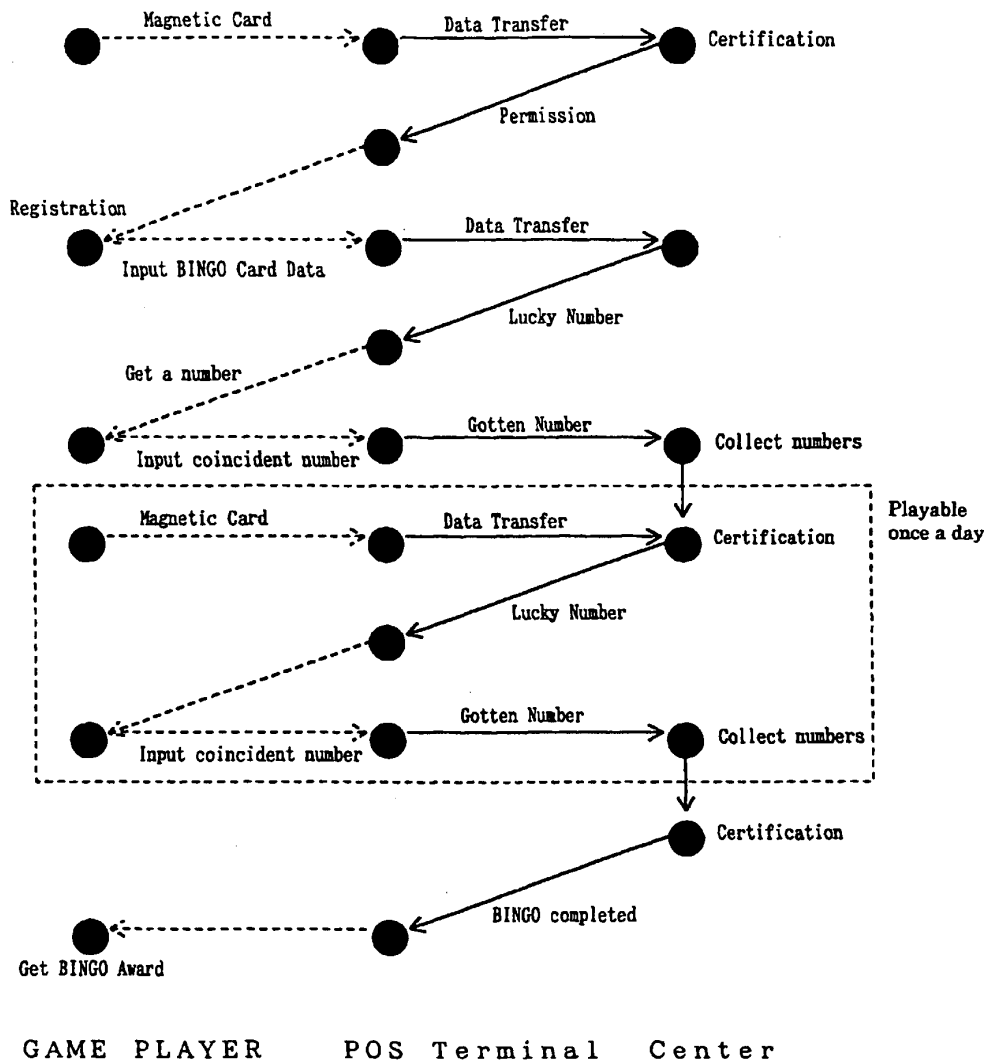 Magnetic Card
Data Transfer
Certification
Permission
Registration
Data Transfer
Input BINGO Card Data
Lucky Number
Get a number
Gotten Number
Input coincident number
Collect numbers
Magnetic Card
Data Transfer
Playable
once a day
Certification
Lucky Number
Gotten Number
Input coincident number
Collect numbers
Certification
BINGO completed
Get BINGO Award
GAME PLAYER POS Terminal Center